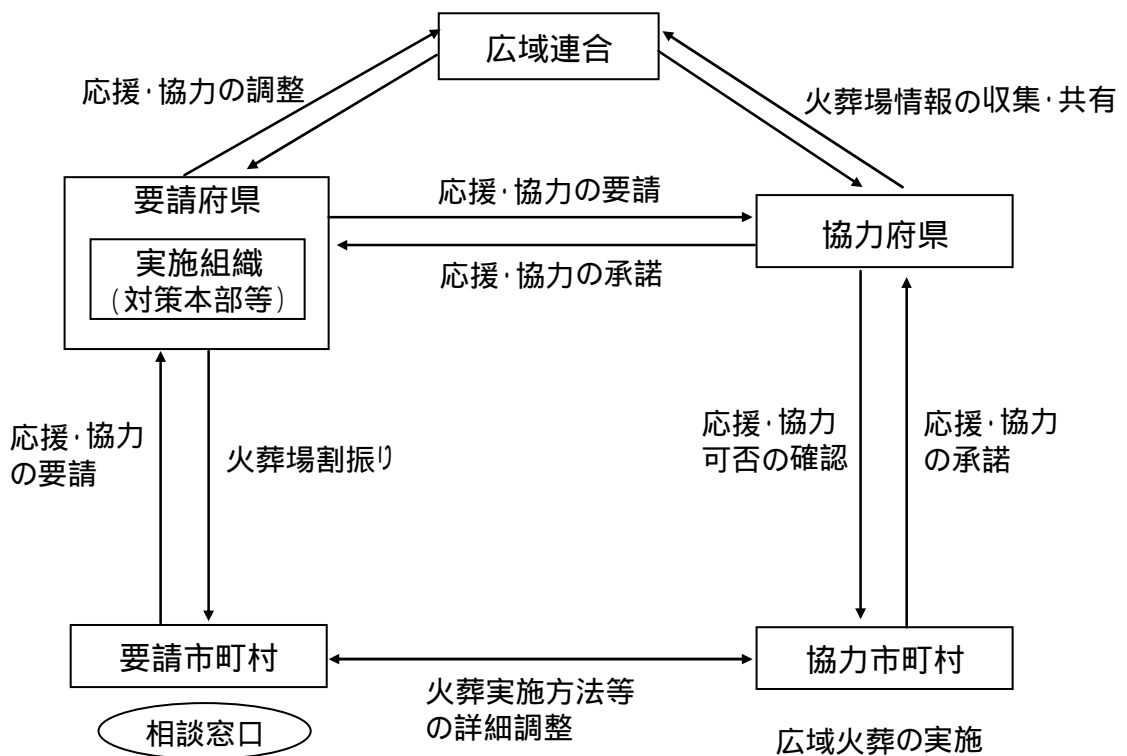 広域連合
応援・協力の調整
火葬場情報の収集・共有
要請府県
実施組織
(対策本部等)
応援・協力の要請
応援・協力の承諾
協力府県
応援・協力
の要請
火葬場割振り
応援・協力
可否の確認
応援・協力
の承諾
要請市町村
協力市町村
火葬実施方法等
の詳細調整
相談窓口
広域火葬の実施